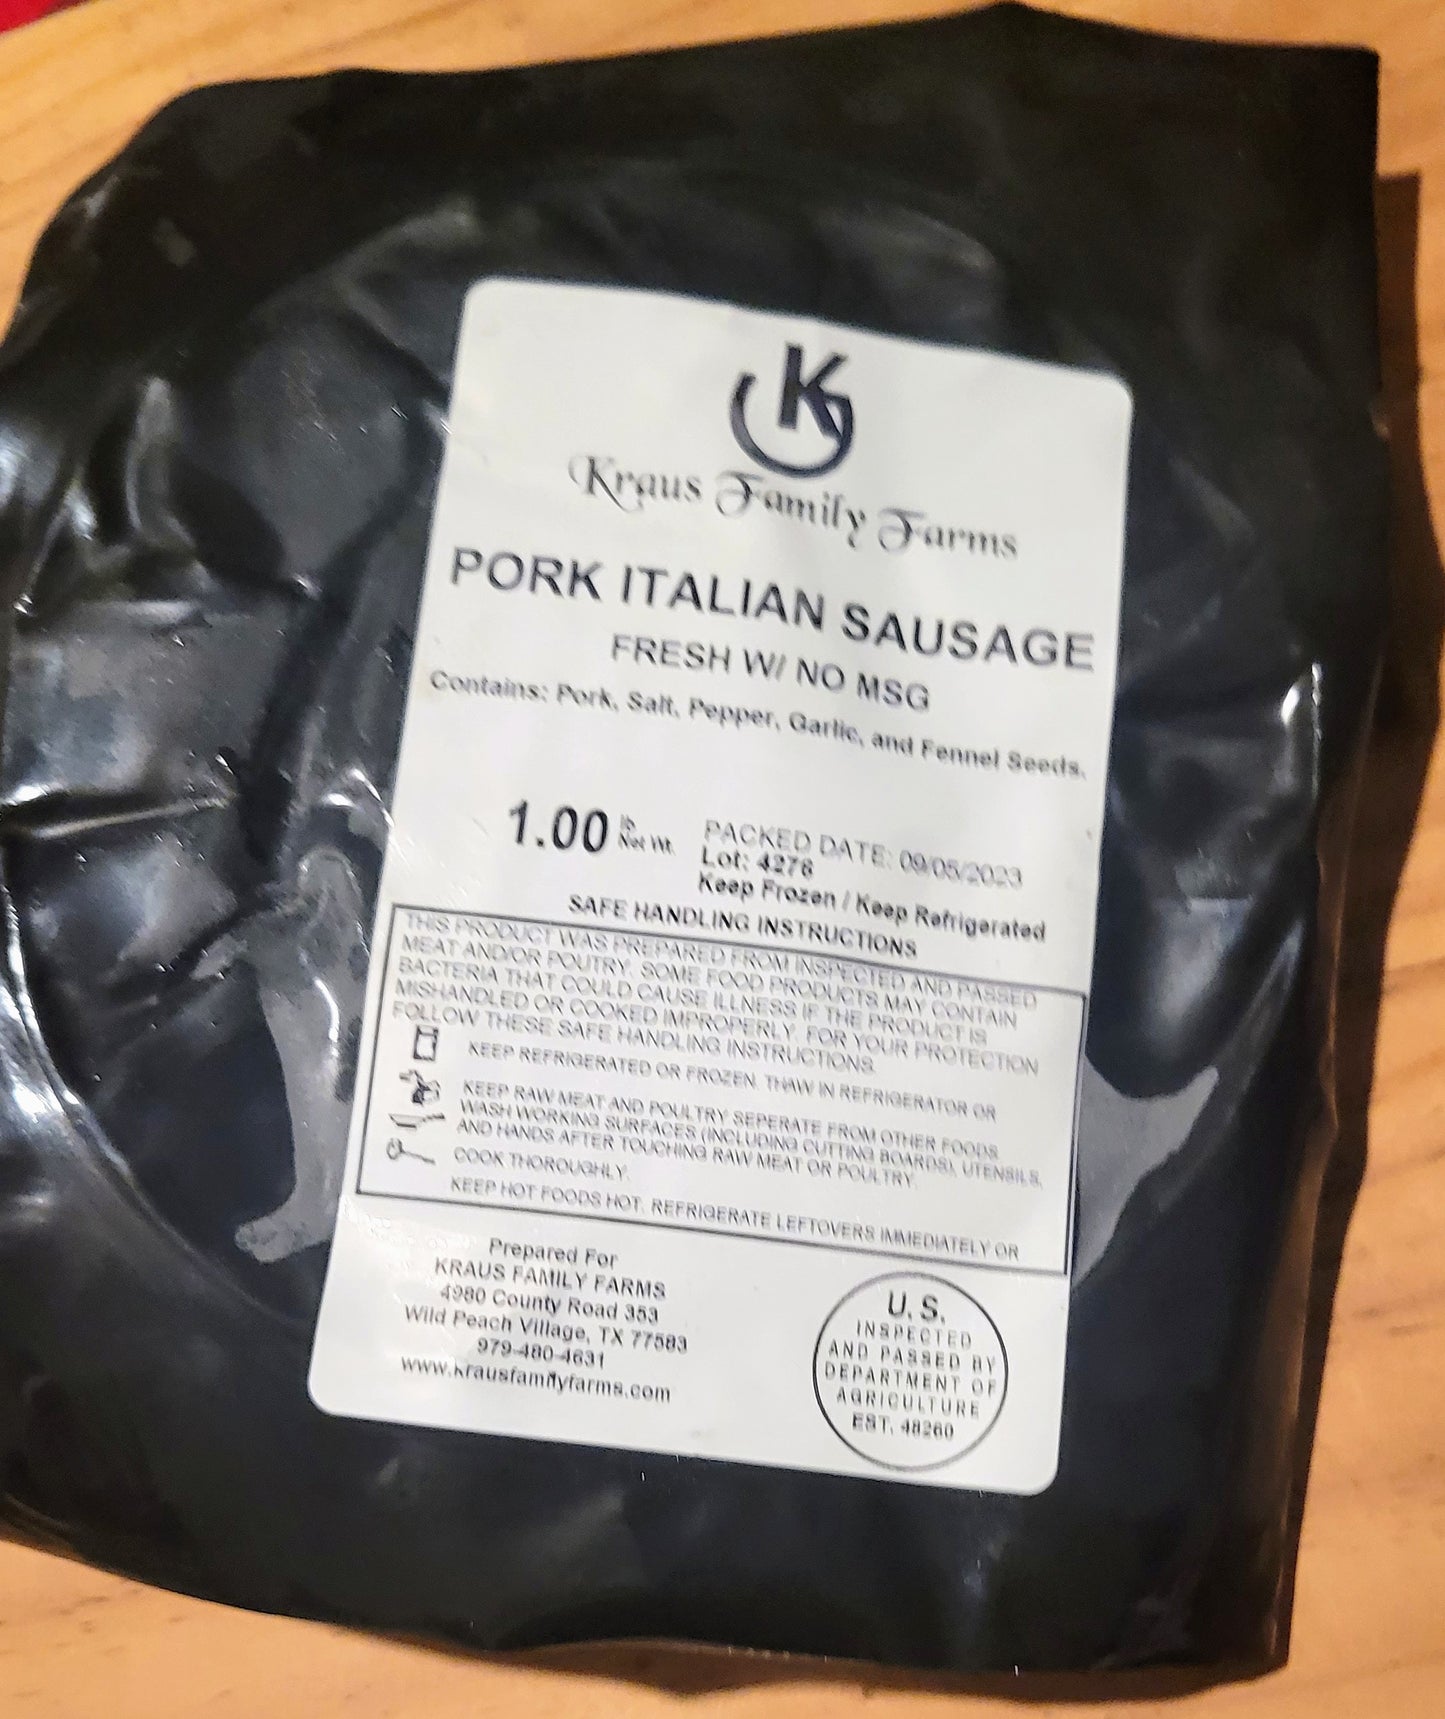 K
Kraus Family Farms
PORK ITALIAN SAUSAGE
FRESH W/ NO MSG
Contains: Pork, Salt, Pepper, Garlic, and Fennel Seeds.
1.00 lb
Net Wt.
PACKED DATE: 09/05/2023
Lot: 4276
Keep Frozen / Keep Refrigerated
SAFE HANDLING INSTRUCTIONS
THIS PRODUCT WAS PREPARED FROM INSPECTED AND PASSED
MEAT AND/OR POUTRY. SOME FOOD PRODUCTS MAY CONTAIN
BACTERIA THAT COULD CAUSE ILLNESS IF THE PRODUCT IS
MISHANDLED OR COOKED IMPROPERLY. FOR YOUR PROTECTION
FOLLOW THESE SAFE HANDLING INSTRUCTIONS.
KEEP REFRIGERATED OR FROZEN. THAW IN REFRIGERATOR OR
KEEP RAW MEAT AND POULTRY SEPERATE FROM OTHER FOODS.
WASH WORKING SURFACES (INCLUDING CUTTING BOARDS), UTENSILS,
AND HANDS AFTER TOUCHING RAW MEAT OR POULTRY.
COOK THOROUGHLY.
KEEP HOT FOODS HOT. REFRIGERATE LEFTOVERS IMMEDIATELY OR
Prepared For
KRAUS FAMILY FARMS
4980 County Road 353
Wild Peach Village, TX 77583
979-480-4631
www.krausfamilyfarms.com
U.S.
INSPECTED
AND PASSED BY
DEPARTMENT OF
AGRICULTURE
EST. 48260